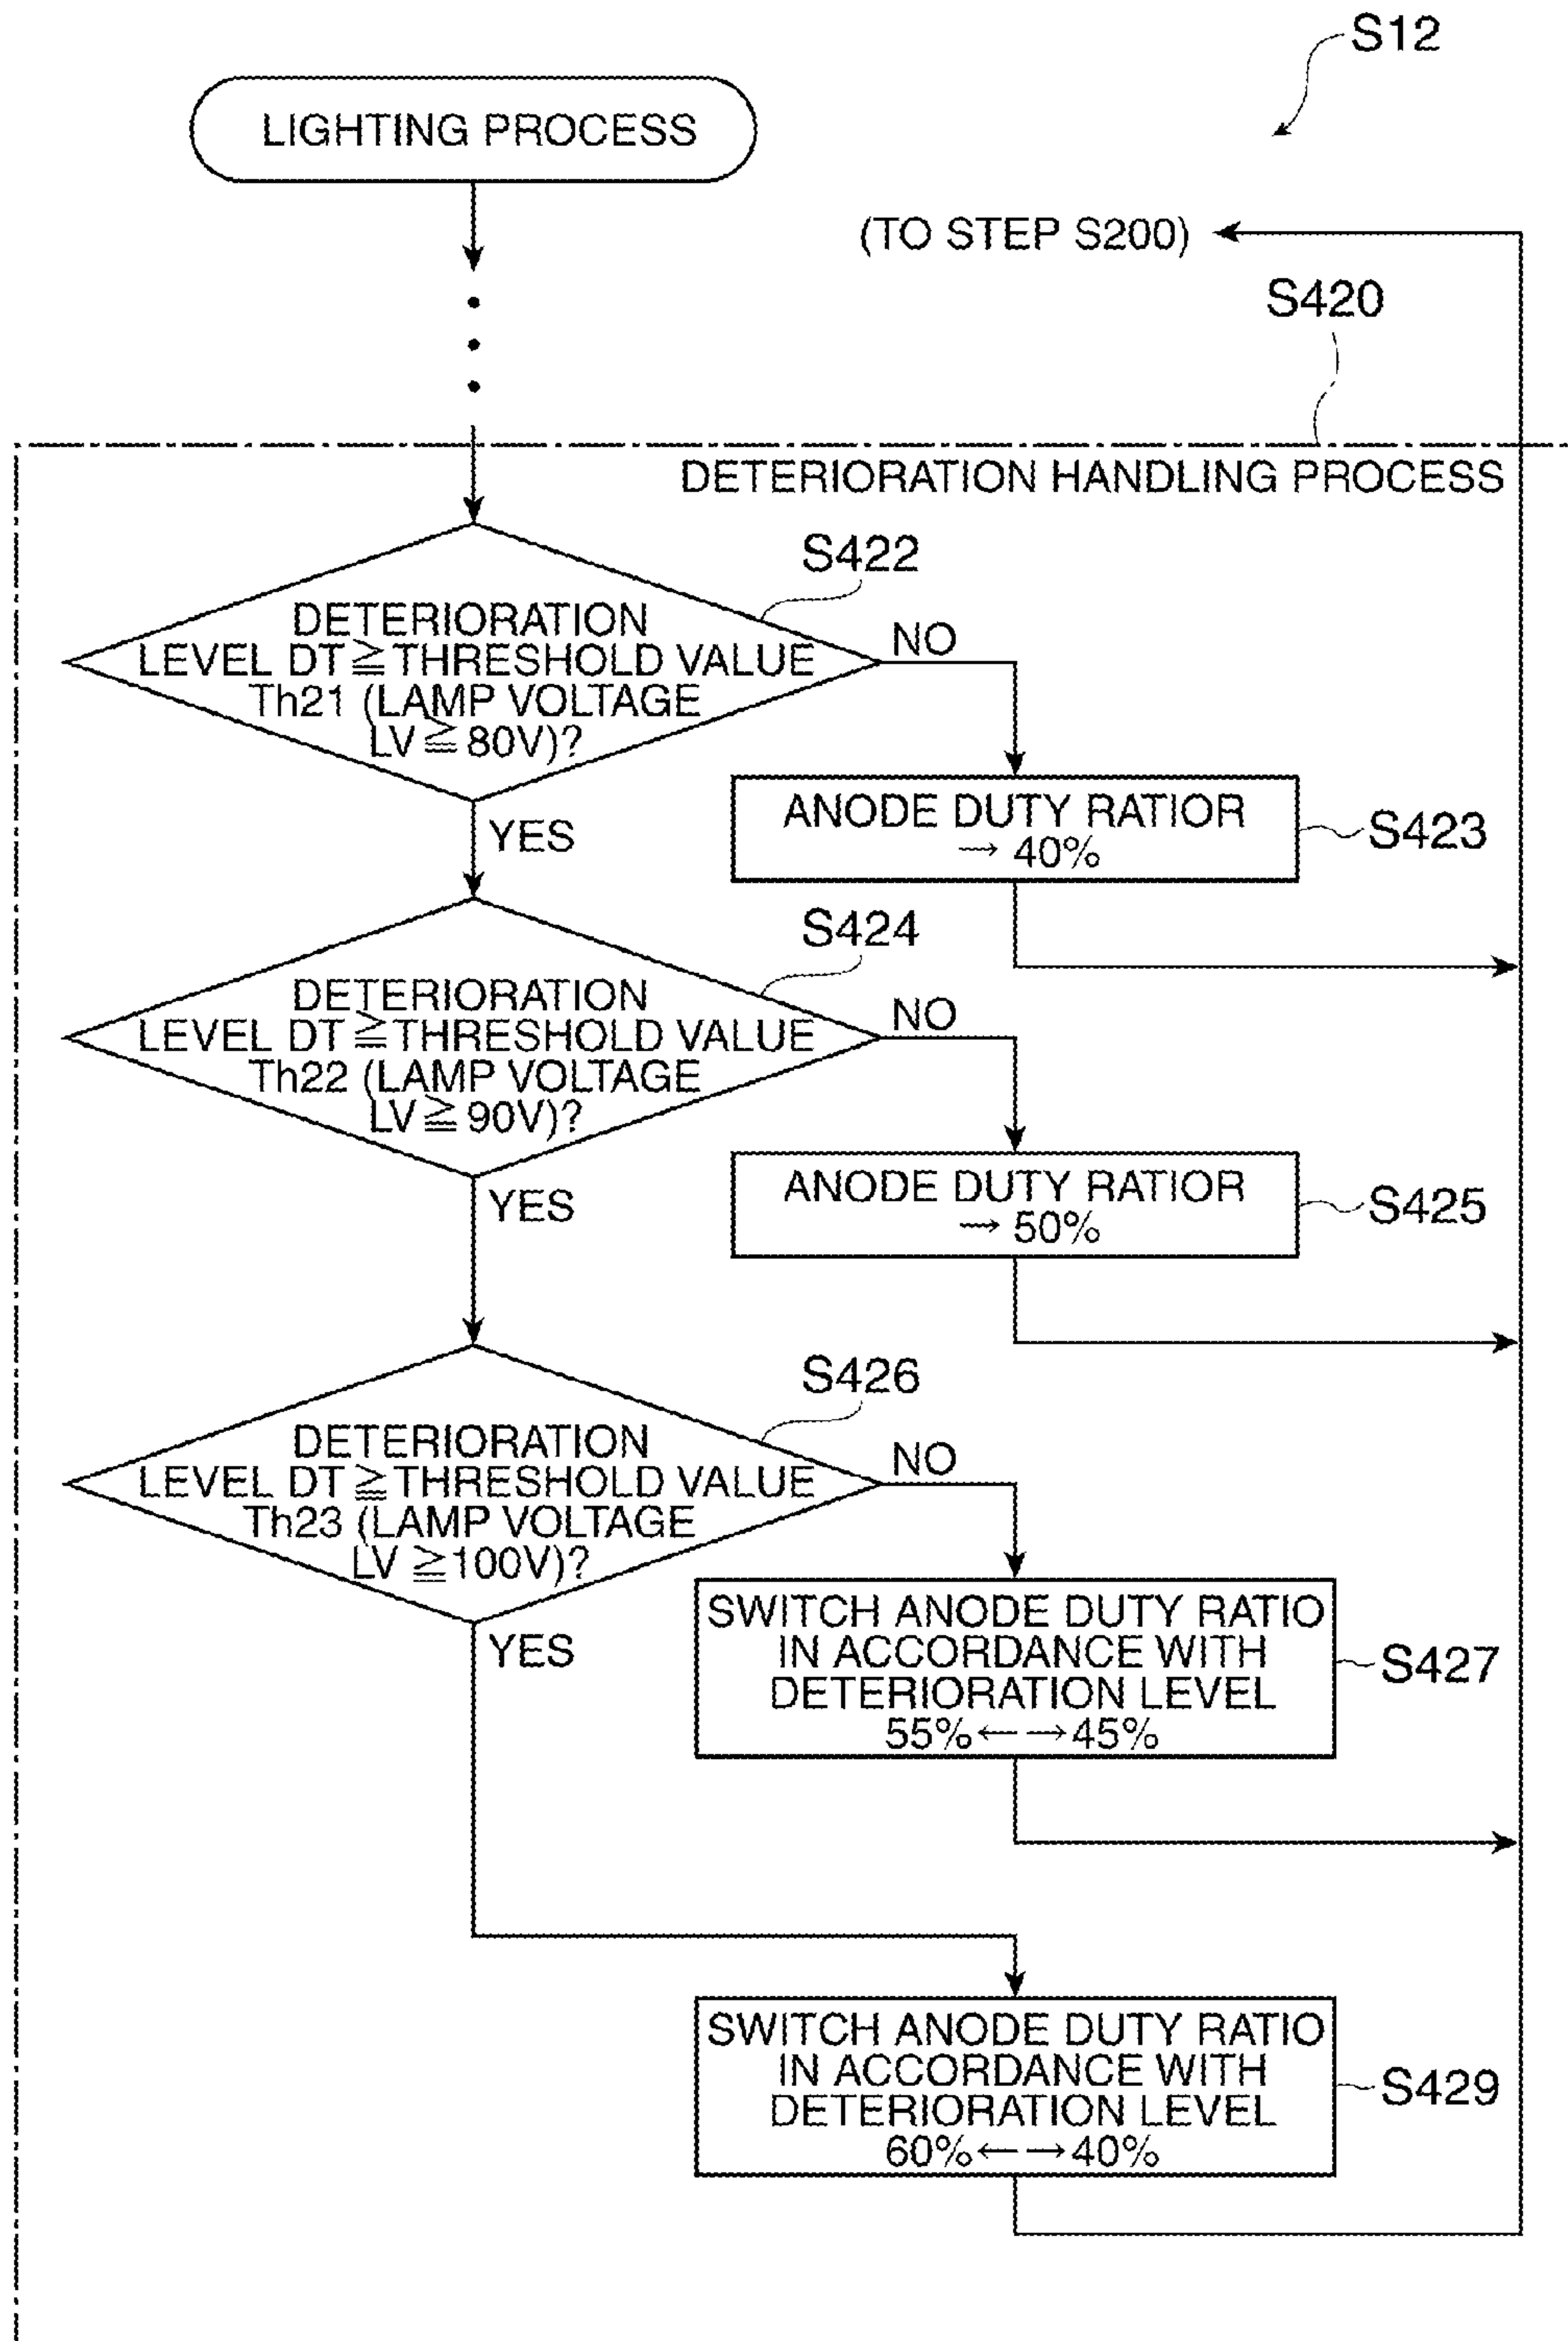 S12
LIGHTING PROCESS
(TO STEP S200)
S420
DETERIORATION HANDLING PROCESS
S422
DETERIORATION
LEVEL DT ≧ THRESHOLD VALUE
Th21 (LAMP VOLTAGE
LV ≧ 80V)?
NO
YES
ANODE DUTY RATIOR
→ 40%
S423
S424
DETERIORATION
LEVEL DT ≧ THRESHOLD VALUE
Th22 (LAMP VOLTAGE
LV ≧ 90V)?
NO
YES
ANODE DUTY RATIOR
→ 50%
S425
S426
DETERIORATION
LEVEL DT ≧ THRESHOLD VALUE
Th23 (LAMP VOLTAGE
LV ≧ 100V)?
NO
YES
SWITCH ANODE DUTY RATIO
IN ACCORDANCE WITH
DETERIORATION LEVEL
55% ← → 45%
S427
SWITCH ANODE DUTY RATIO
IN ACCORDANCE WITH
DETERIORATION LEVEL
60% ← → 40%
S429